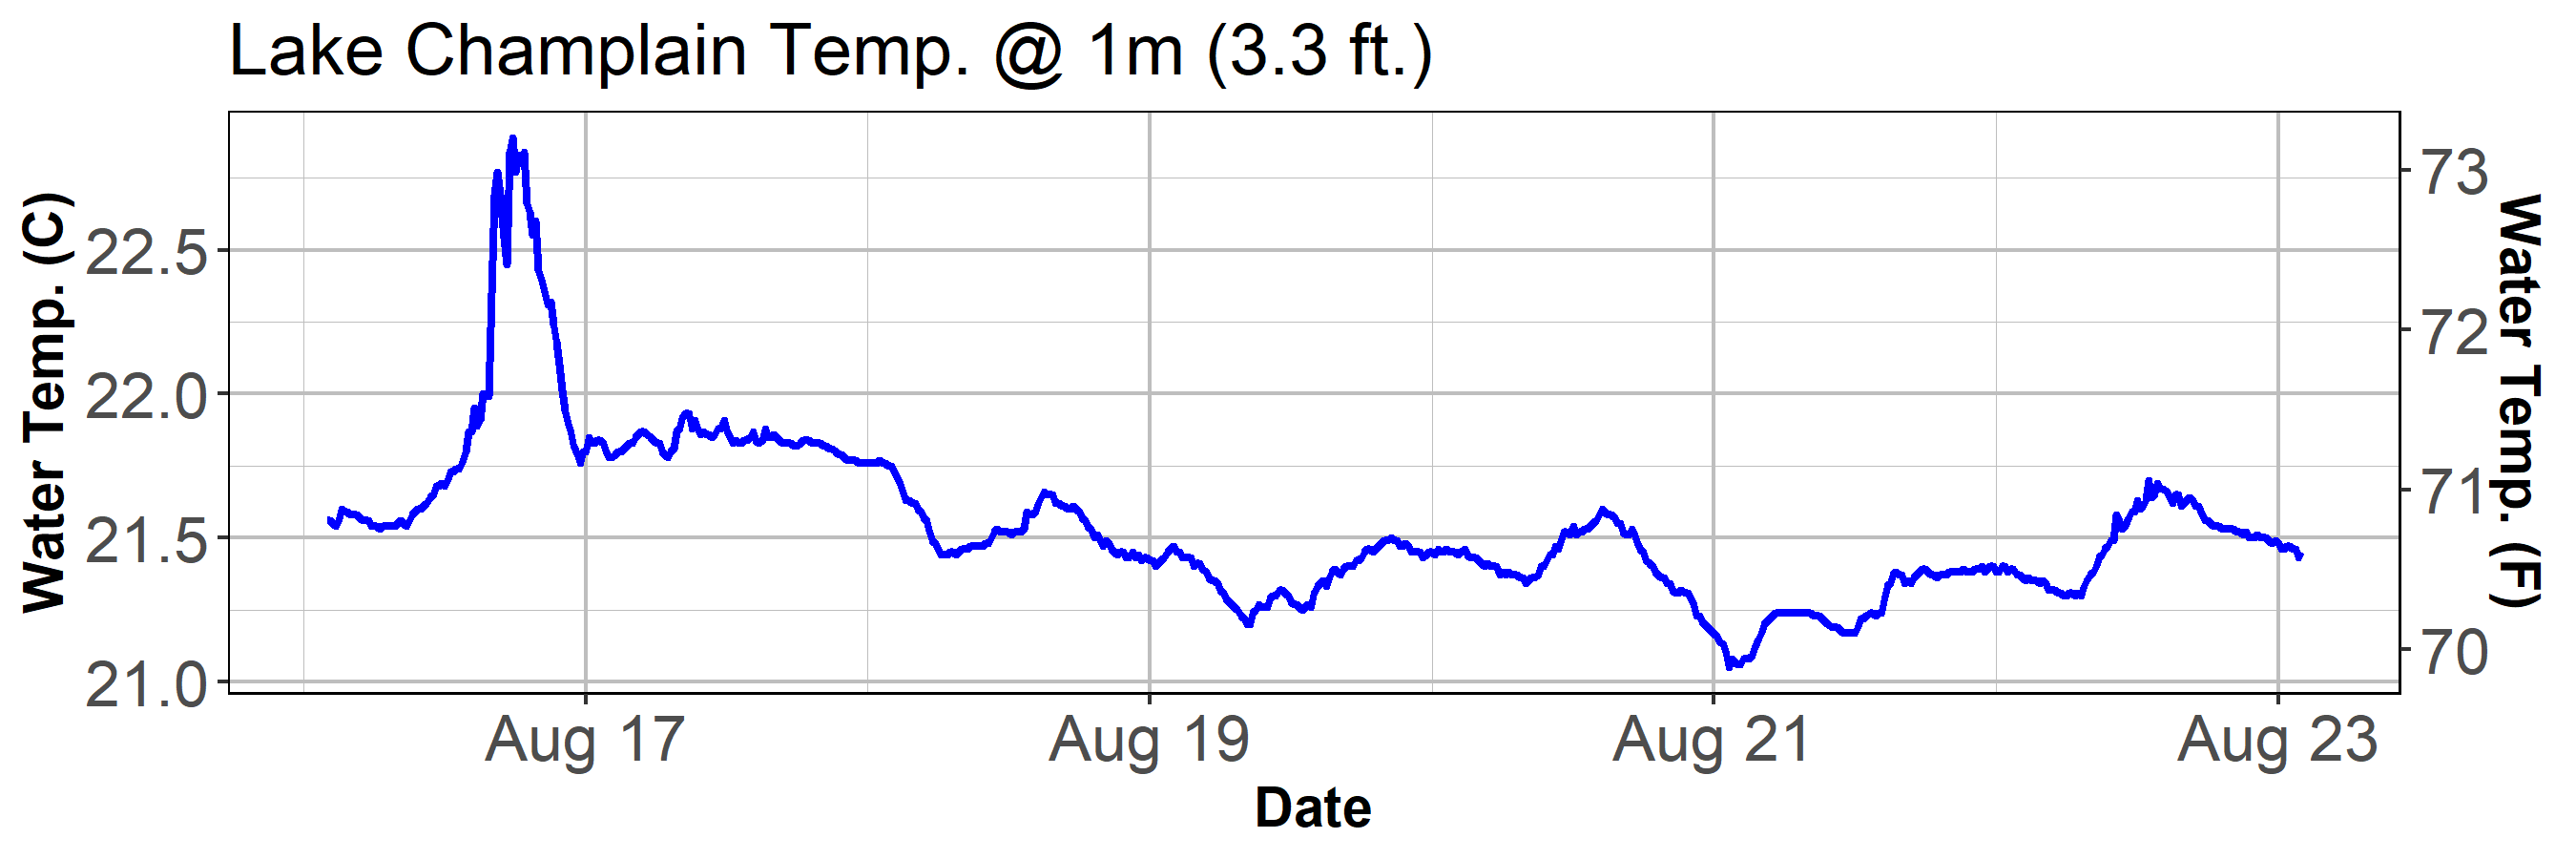 Lake Champlain Temp. @ 1m (3.3 ft.)
Water Temp. (C)
22.5
22.0
21.5
21.0
73
72
71
70
Water Temp. (F)
Aug 17
Aug 19
Aug 21
Aug 23
Date